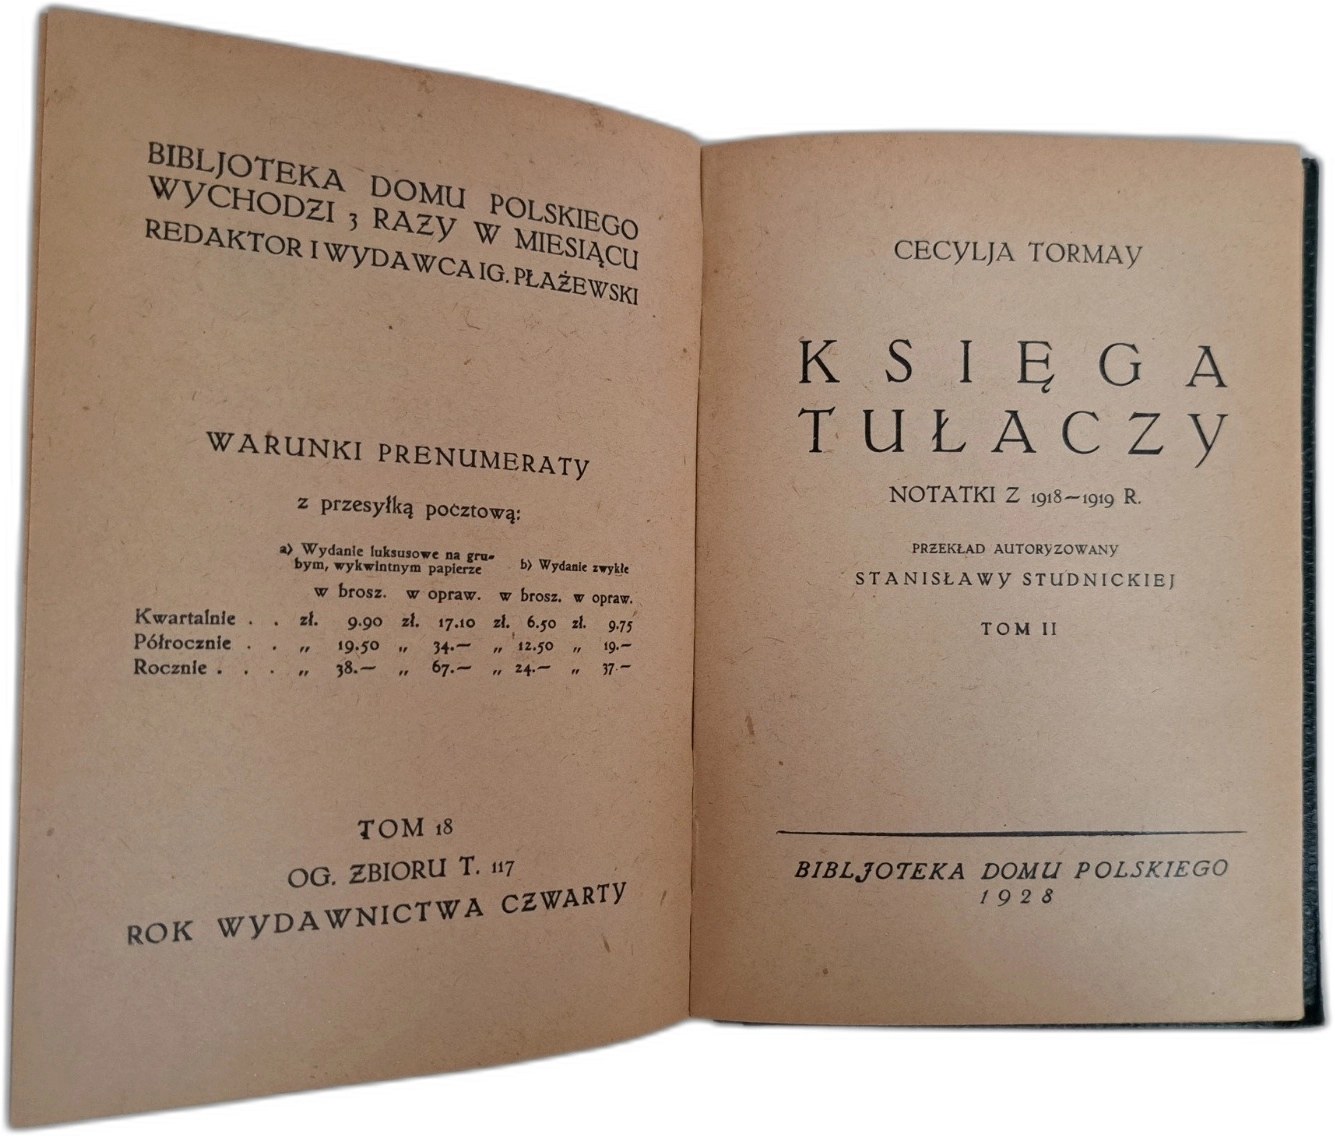 BIBLJOTEKA DOMU POLSKIEGO
WYCHODZI 3 RAZY W MIESIĄCU
REDAKTOR I WYDAWCA IG. PŁAŻEWSKI
WARUNKI PRENUMERATY
z przesyłką pocztową:
a) Wydanie luksusowe na gru-
bym, wykwintnym papierze b) Wydanie zwykłe
w brosz. w opraw. w brosz. w opraw.
Kwartalnie . . zł. 9.90 zł. 17.10 zł. 6.50 zł. 9.75
Półrocznie . . „ 19.50 „ 34.— „ 12.50 „ 19.—
Rocznie . . . „ 38.— „ 67.— „ 24.— „ 37.—
TOM 18
OG. ZBIORU T. 117
ROK WYDAWNICTWA CZWARTY
CECYLJA TORMAY
KSIĘGA
TUŁACZY
NOTATKI Z 1918—1919 R.
PRZEKŁAD AUTORYZOWANY
STANISŁAWY STUDNICKIEJ
TOM II
BIBLJOTEKA DOMU POLSKIEGO
1928